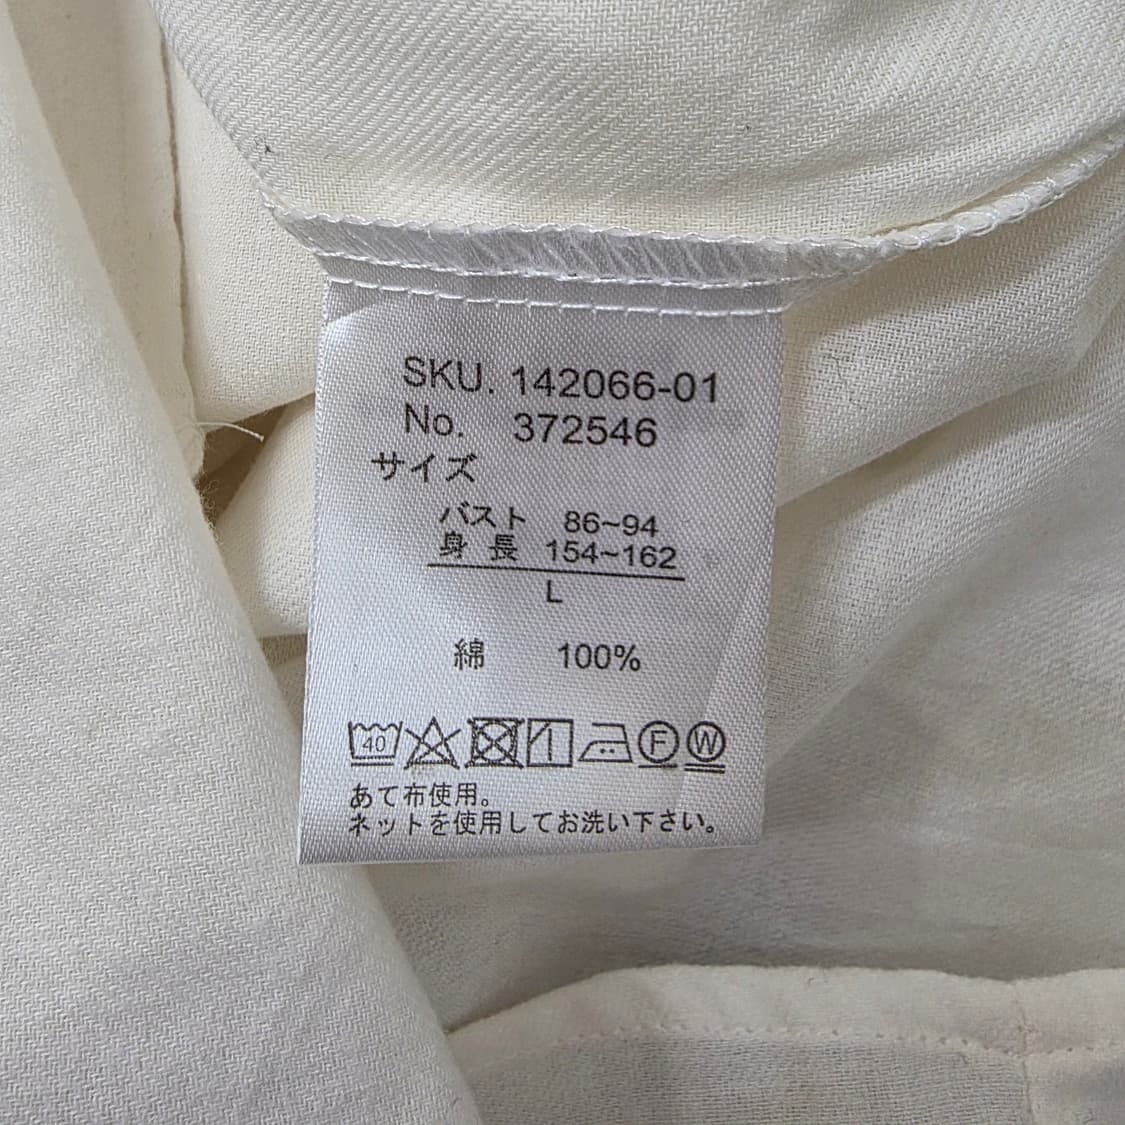 SKU. 142066-01
No. 372546
サイズ
バスト 86~94
身長 154~162
L
綿 100%
40 F W
あて布使用。
ネットを使用してお洗い下さい。